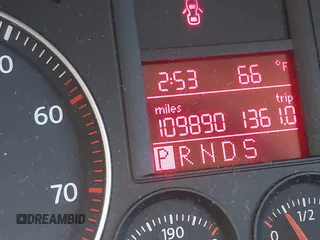 2:53 66 °F
miles trip
109890 136 1.0
P R N D S
60
70
190
1/2
DREAMBID